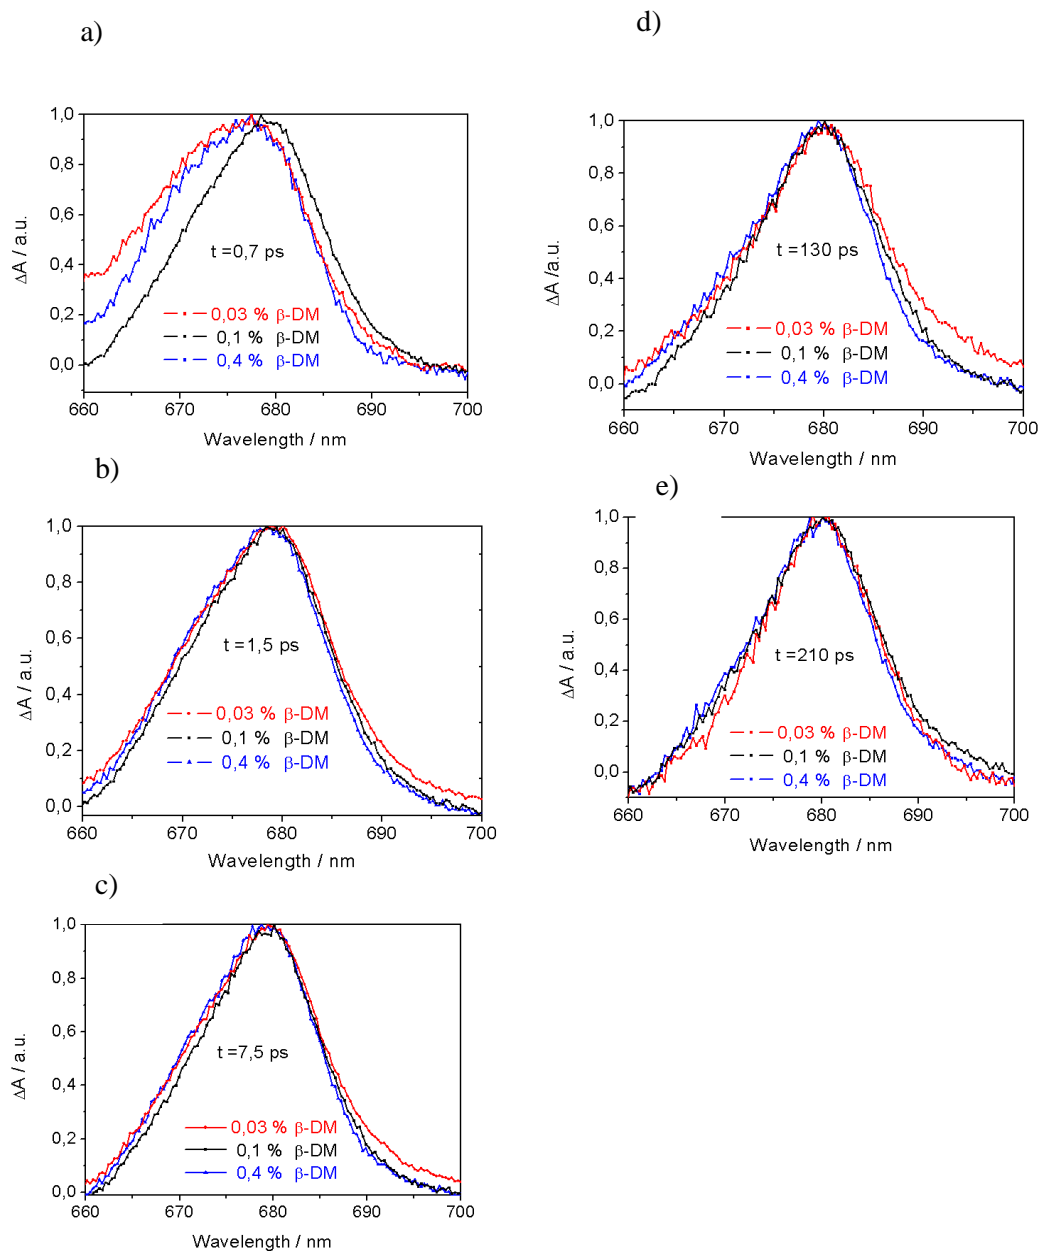 a)
1,0
0,8
0,6
0,4
0,2
0,0
ΔA / a.u.
t =0,7 ps
0,03 % β-DM
0,1 % β-DM
0,4 % β-DM
660 670 680 690 700
Wavelength / nm
b)
1,0
0,8
0,6
0,4
0,2
0,0
ΔA / a.u.
t =1,5 ps
0,03 % β-DM
0,1 % β-DM
0,4 % β-DM
660 670 680 690 700
Wavelength / nm
c)
1,0
0,8
0,6
0,4
0,2
0,0
ΔA / a.u.
t =7,5 ps
0,03 % β-DM
0,1 % β-DM
0,4 % β-DM
660 670 680 690 700
Wavelength / nm
d)
1,0
0,8
0,6
0,4
0,2
0,0
ΔA /a.u.
t =130 ps
0,03 % β-DM
0,1 % β-DM
0,4 % β-DM
660 670 680 690 700
Wavelength / nm
e)
1,0
0,8
0,6
0,4
0,2
0,0
ΔA / a.u.
t =210 ps
0,03 % β-DM
0,1 % β-DM
0,4 % β-DM
660 670 680 690 700
Wavelength / nm